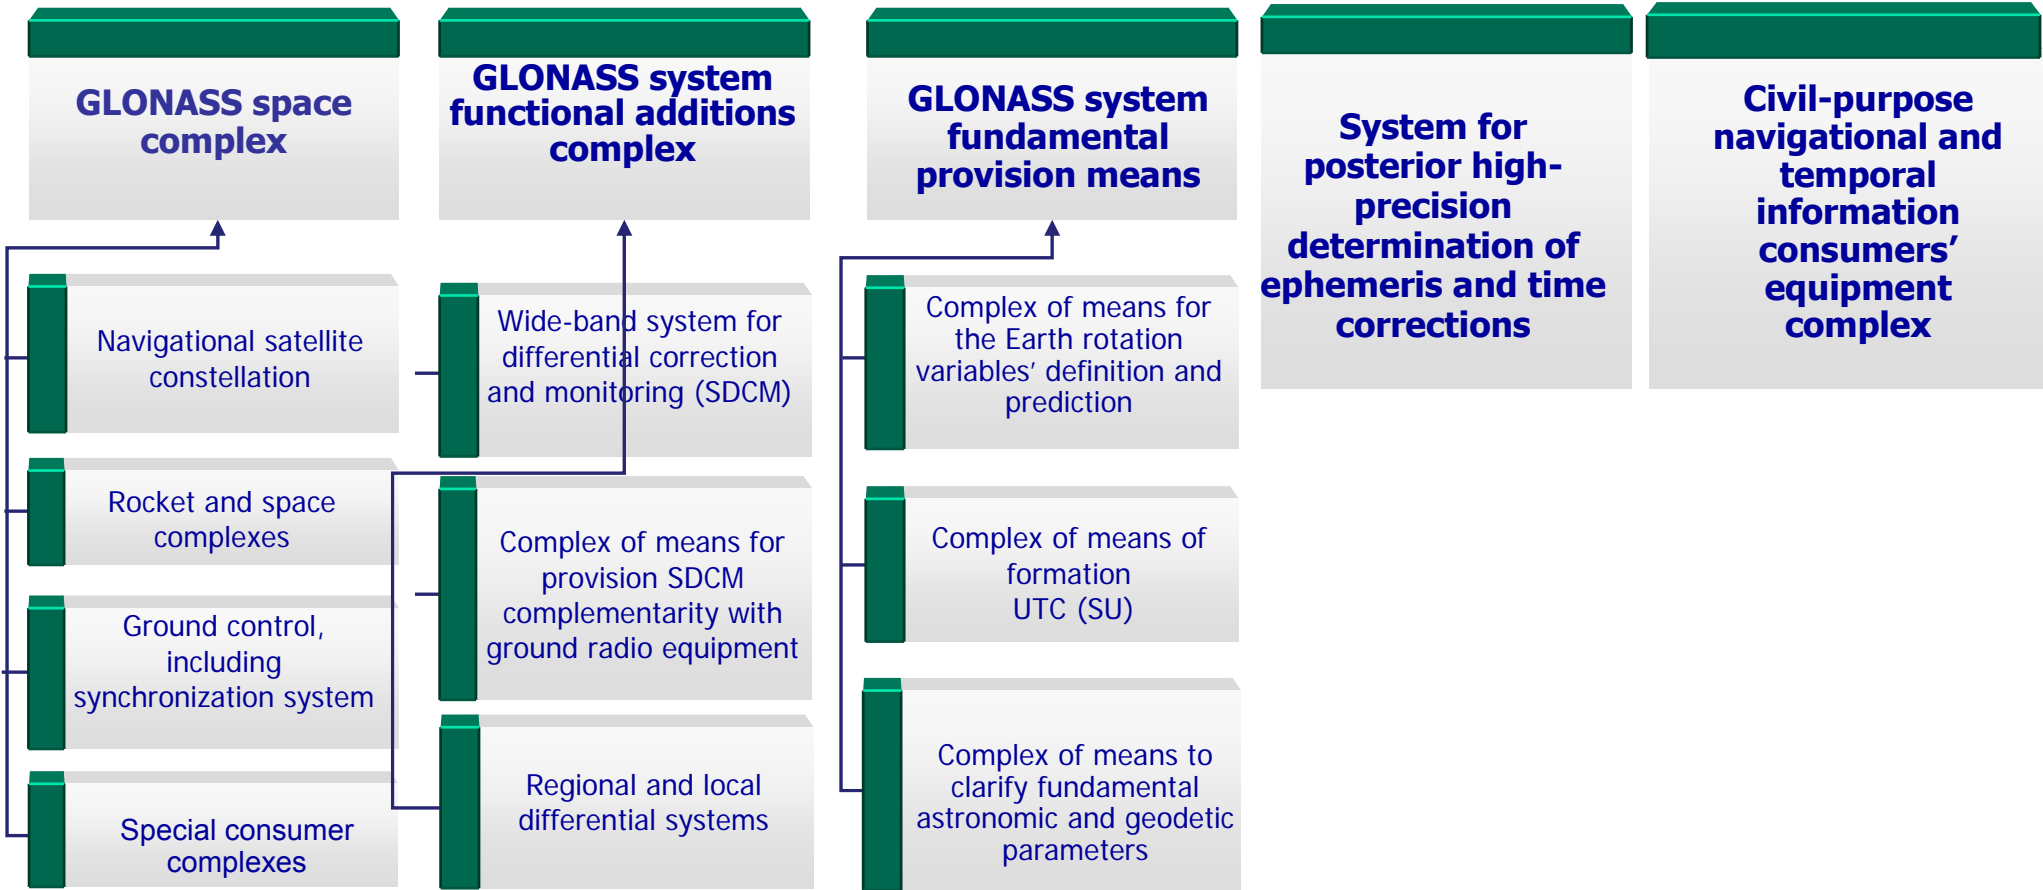 GLONASS space
complex
Navigational satellite
constellation
Rocket and space
complexes
Ground control,
including
synchronization system
Special consumer
complexes
GLONASS system
functional additions
complex
Wide-band system for
differential correction
and monitoring (SDCM)
Complex of means for
provision SDCM
complementarity with
ground radio equipment
Regional and local
differential systems
GLONASS system
fundamental
provision means
Complex of means for
the Earth rotation
variables’ definition and
prediction
Complex of means of
formation
UTC (SU)
Complex of means to
clarify fundamental
astronomic and geodetic
parameters
System for
posterior high-
precision
determination of
ephemeris and time
corrections
Civil-purpose
navigational and
temporal
information
consumers’
equipment
complex